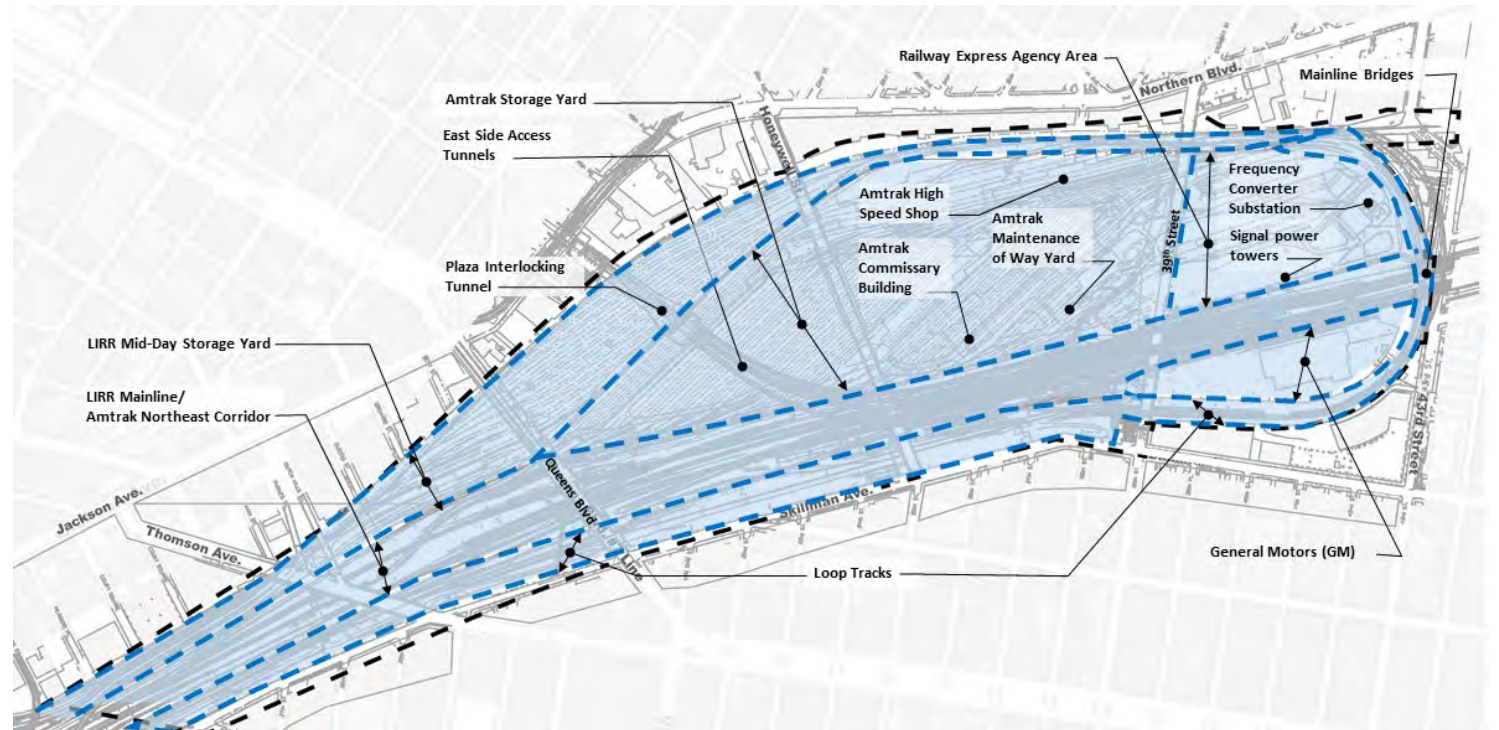 Railway Express Agency Area
Northern Blvd.
Mainline Bridges
Amtrak Storage Yard
Honeywell St.
East Side Access
Tunnels
Frequency
Converter
Substation
Amtrak High
Speed Shop
Amtrak
Maintenance
of Way Yard
39th Street
Signal power
towers
Amtrak
Commissary
Building
Plaza Interlocking
Tunnel
LIRR Mid-Day Storage Yard
LIRR Mainline/
Amtrak Northeast Corridor
43rd Street
Queens Blvd
Line
Skillman Ave.
Jackson Ave.
Thomson Ave.
General Motors (GM)
Loop Tracks